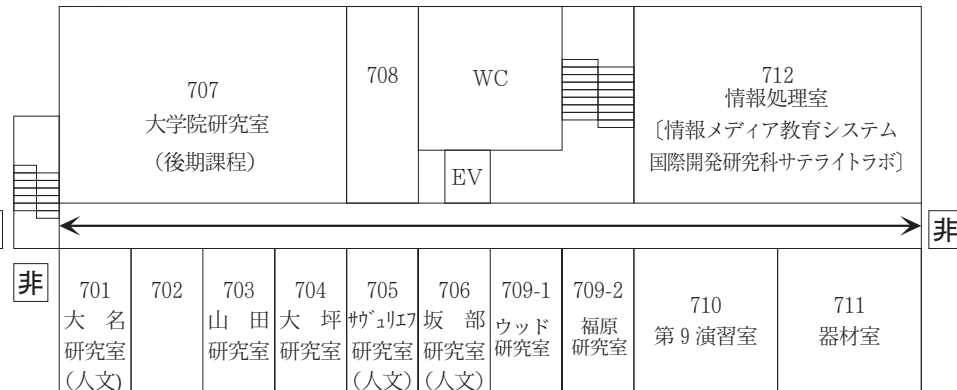 707
大学院研究室
(後期課程)
708
WC
EV
712
情報処理室
〔情報メディア教育システム
国際開発研究科サテライトラボ〕
非
非
701
大 名
研究室
(人文)
702
703
山 田
研究室
704
大 坪
研究室
705
サヴェリエフ
研究室
(人文)
706
坂 部
研究室
(人文)
709-1
ウッド
研究室
709-2
福原
研究室
710
第 9 演習室
711
器材室